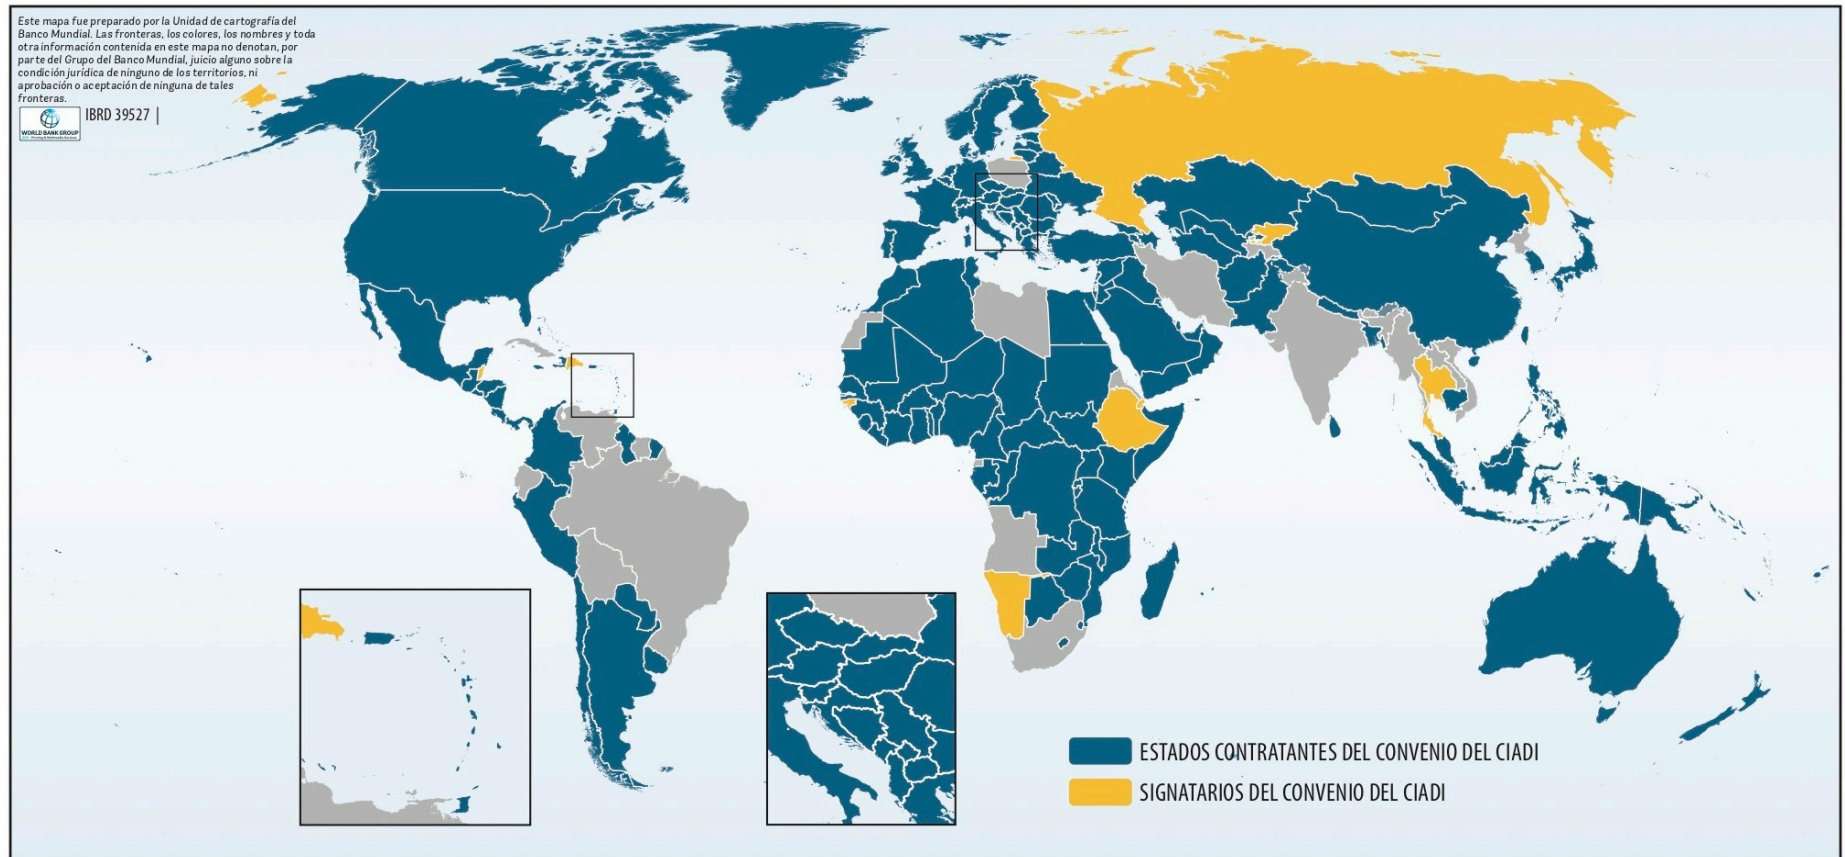 Este mapa fue preparado por la Unidad de cartografía del
Banco Mundial. Las fronteras, los colores, los nombres y toda
otra información contenida en este mapa no denotan, por
parte del Grupo del Banco Mundial, juicio alguno sobre la
condición jurídica de ninguno de los territorios, ni
aprobación o aceptación de ninguna de tales
fronteras.
IBRD 39527 |
WORLD BANK GROUP
ESTADOS CONTRATANTES DEL CONVENIO DEL CIADI
SIGNATARIOS DEL CONVENIO DEL CIADI